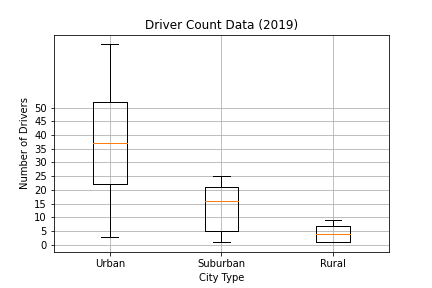 Driver Count Data (2019)
Number of Drivers
50
45
40
35
30
25
20
15
10
5
0
Urban
Suburban
Rural
City Type